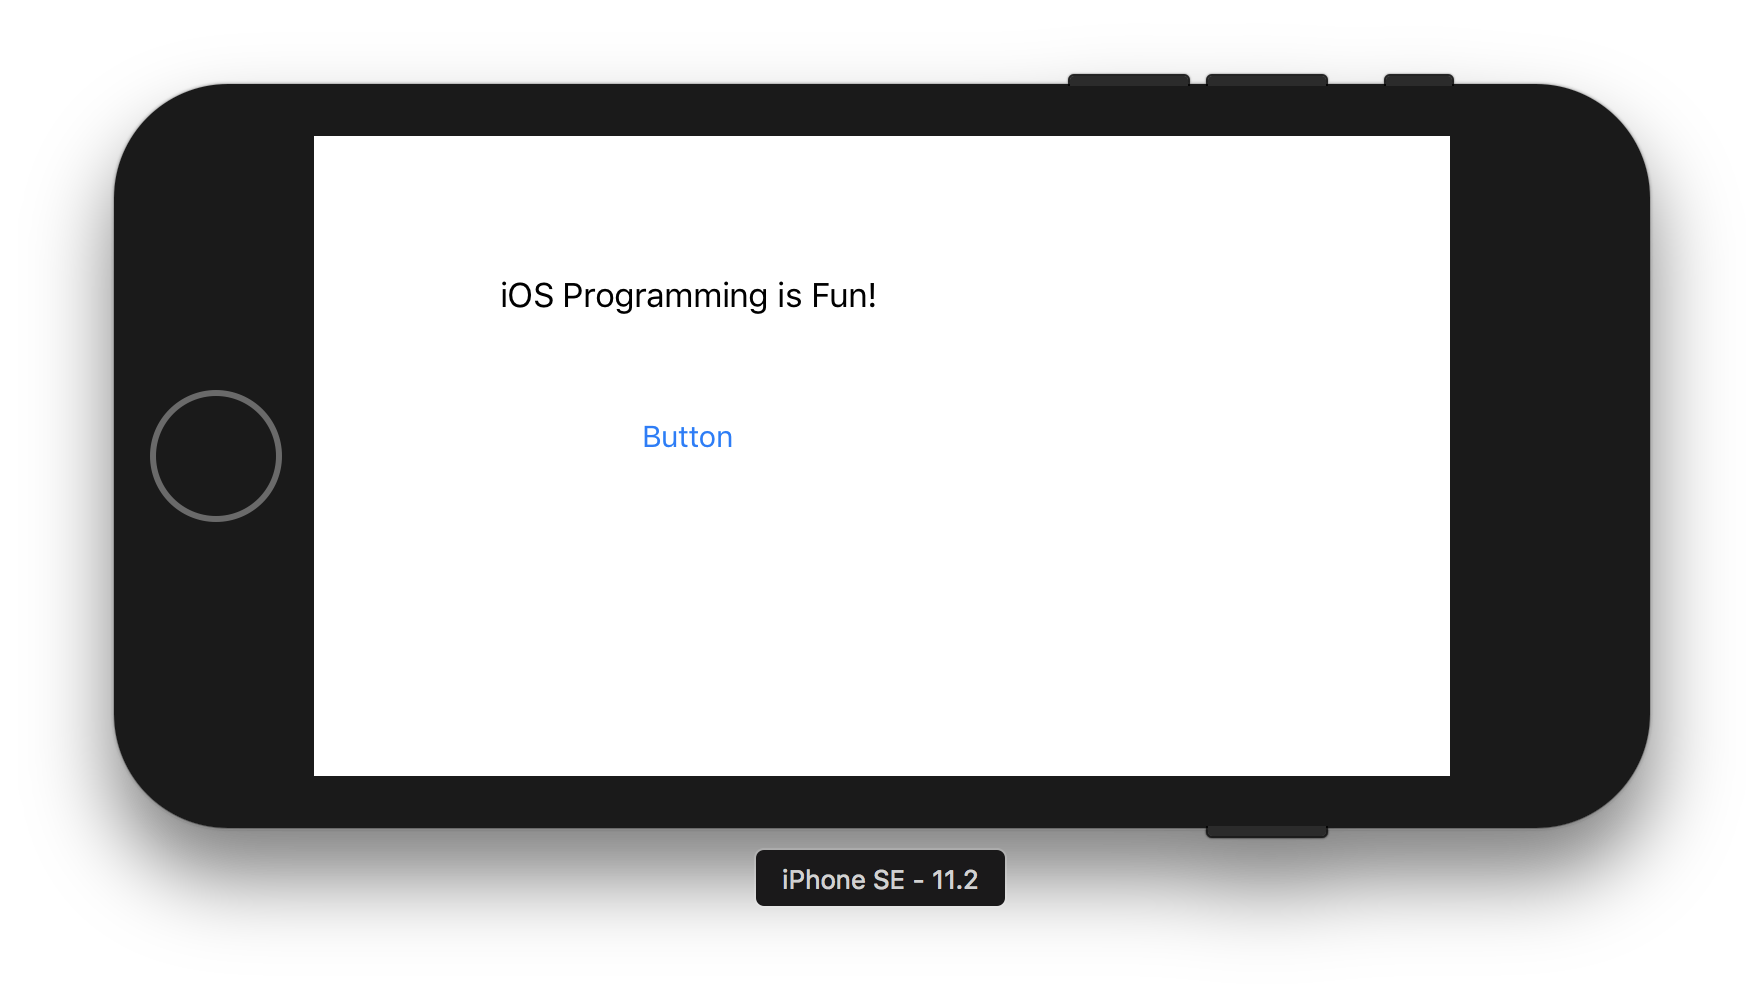 iOS Programming is Fun!
Button
iPhone SE - 11.2